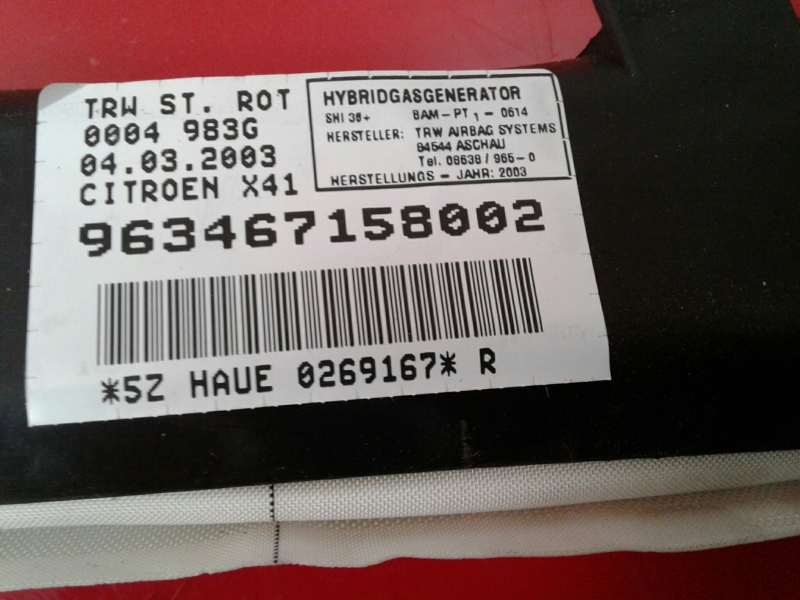 TRW ST. ROT
0004 983G
04.03.2003
CITROEN X41
HYBRIDGASGENERATOR
SHI 36+ BAM-PT 1 - 0614
HERSTELLER: TRW AIRBAG SYSTEMS
84544 ASCHAU
Tel. 08638 / 965-0
HERSTELLUNGS - JAHR: 2003
963467158002
*5Z HAUE 0269167* R